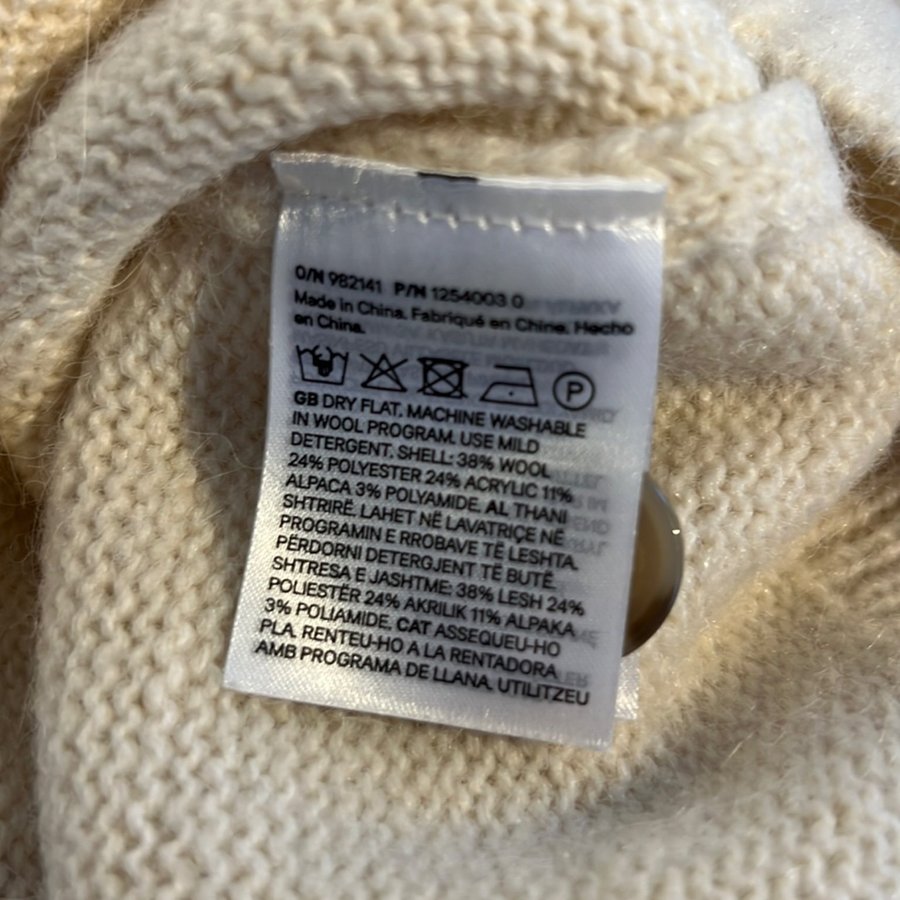 O/N 982141 P/N 1254003 0
Made in China. Fabriqué en Chine. Hecho
en China.
P
GB DRY FLAT. MACHINE WASHABLE
IN WOOL PROGRAM. USE MILD
DETERGENT. SHELL: 38% WOOL
24% POLYESTER 24% ACRYLIC 11%
ALPACA 3% POLYAMIDE. AL THANI
SHTRIRË. LAHET NË LAVATRIÇE NË
PROGRAMIN E RROBAVE TË LESHTA.
PËRDORNI DETERGJENT TË BUTË.
SHTRESA E JASHTME: 38% LESH 24%
POLIESTËR 24% AKRILIK 11% ALPAKA
3% POLIAMIDE. CAT ASSEQUEU-HO
PLA. RENTEU-HO A LA RENTADORA
AMB PROGRAMA DE LLANA. UTILITZEU